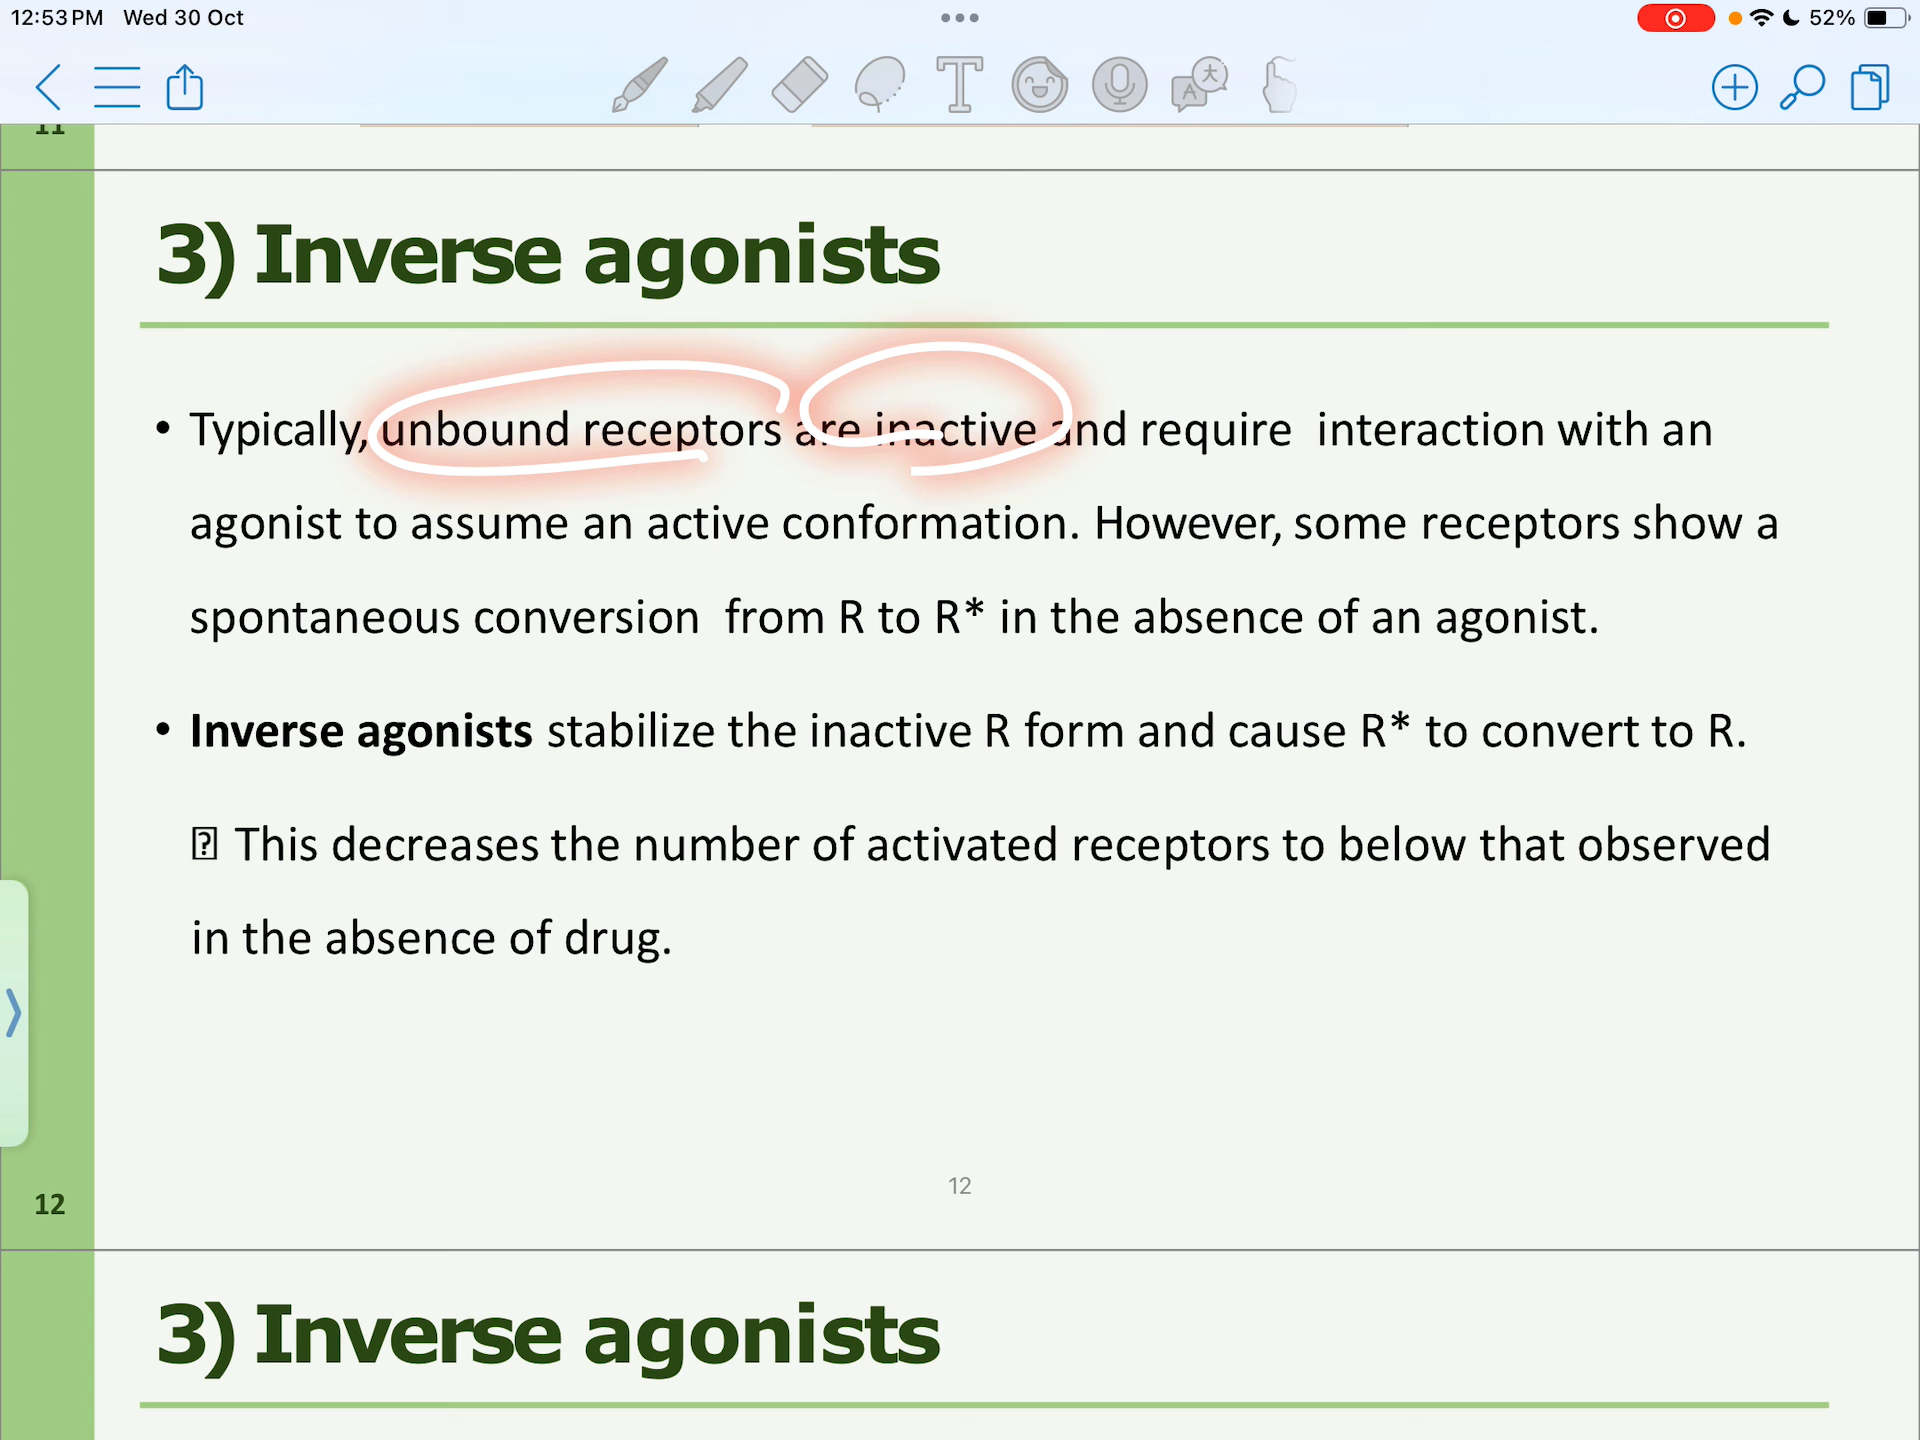 12:53 PM Wed 30 Oct
52%
3) Inverse agonists
• Typically, unbound receptors are inactive and require interaction with an
agonist to assume an active conformation. However, some receptors show a
spontaneous conversion from R to R* in the absence of an agonist.
• Inverse agonists stabilize the inactive R form and cause R* to convert to R.
This decreases the number of activated receptors to below that observed
in the absence of drug.
12
12
3) Inverse agonists